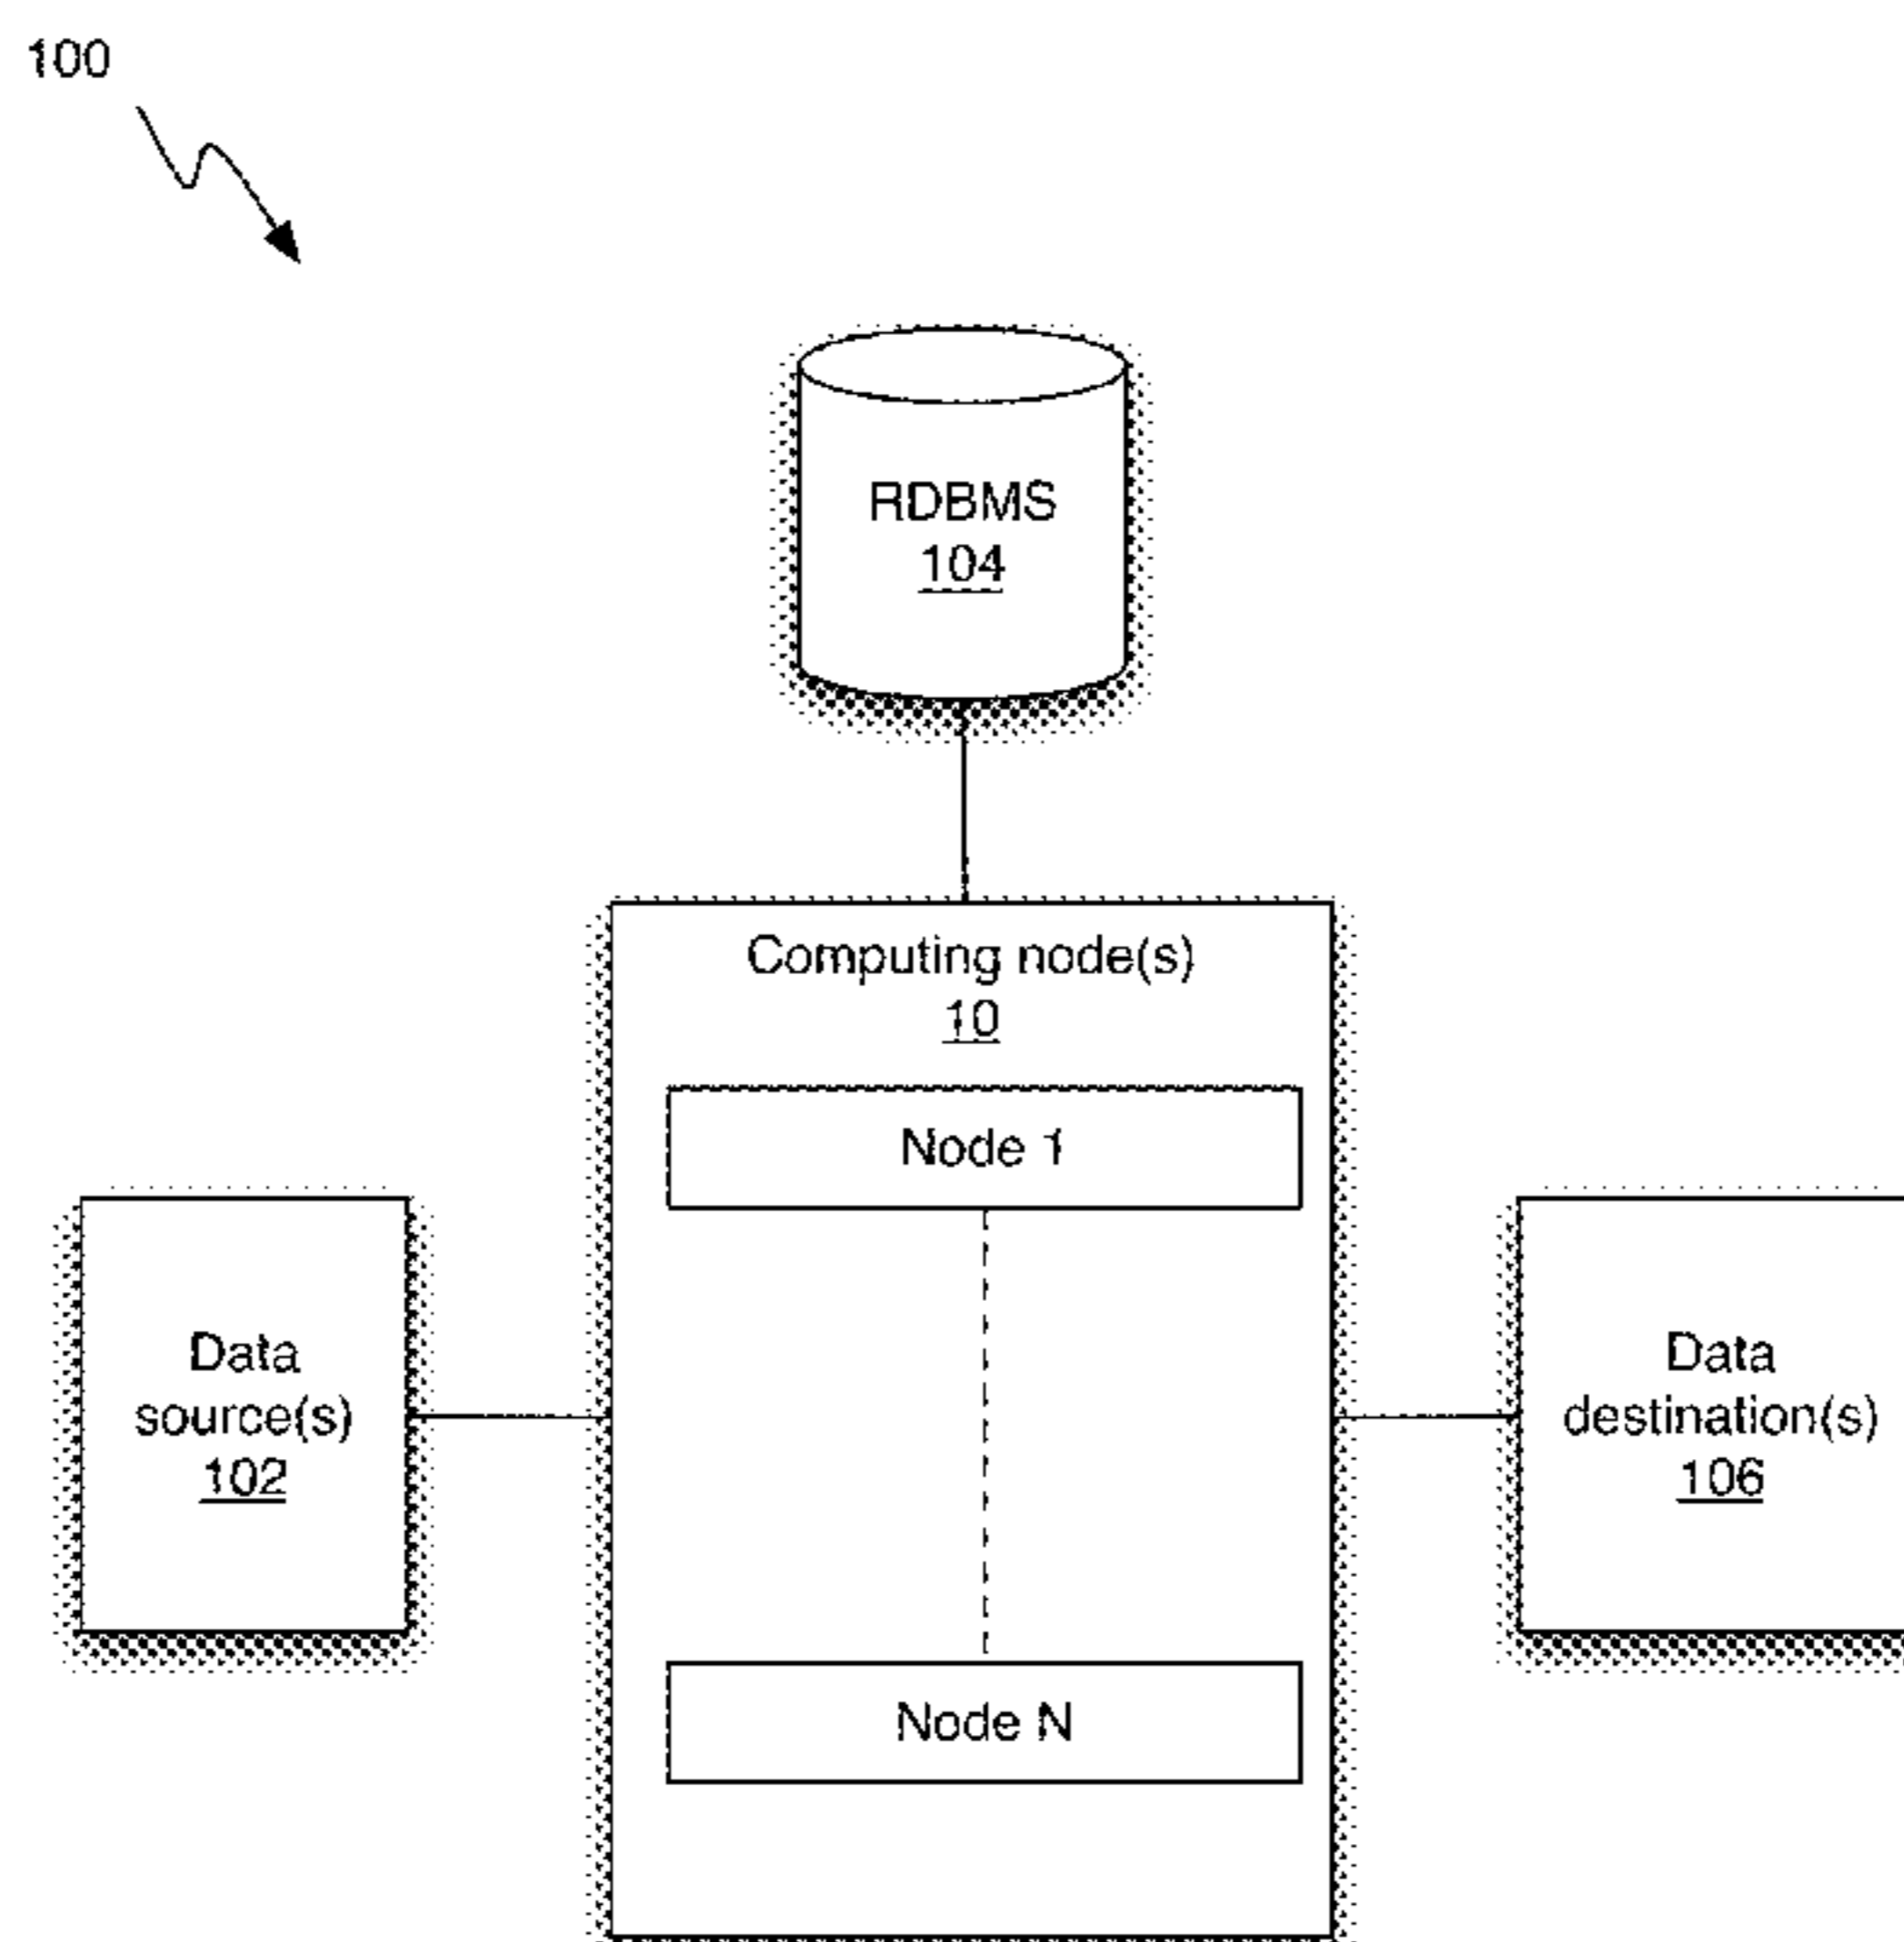 100
RDBMS
104
Computing node(s)
10
Node 1
Data
source(s)
102
Data
destination(s)
106
Node N